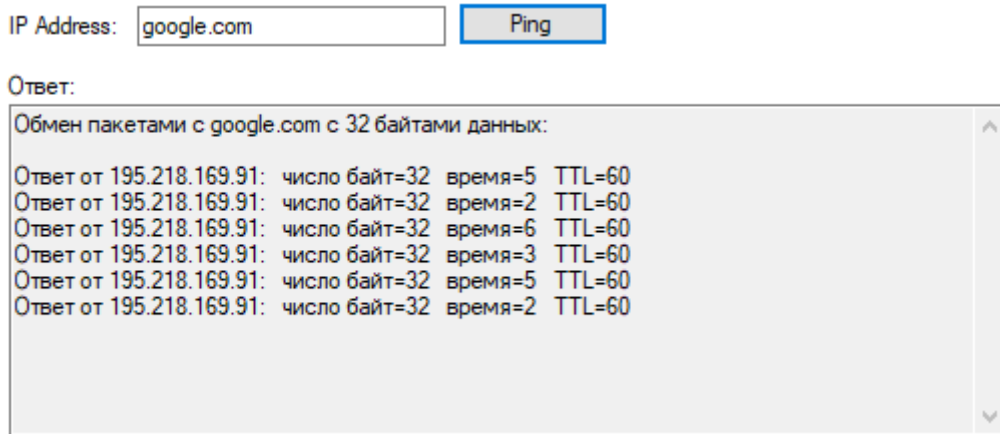 IP Address: google.com Ping
Ответ:
Обмен пакетами с google.com с 32 байтами данных:
Ответ от 195.218.169.91: число байт=32 время=5 TTL=60
Ответ от 195.218.169.91: число байт=32 время=2 TTL=60
Ответ от 195.218.169.91: число байт=32 время=6 TTL=60
Ответ от 195.218.169.91: число байт=32 время=3 TTL=60
Ответ от 195.218.169.91: число байт=32 время=5 TTL=60
Ответ от 195.218.169.91: число байт=32 время=2 TTL=60